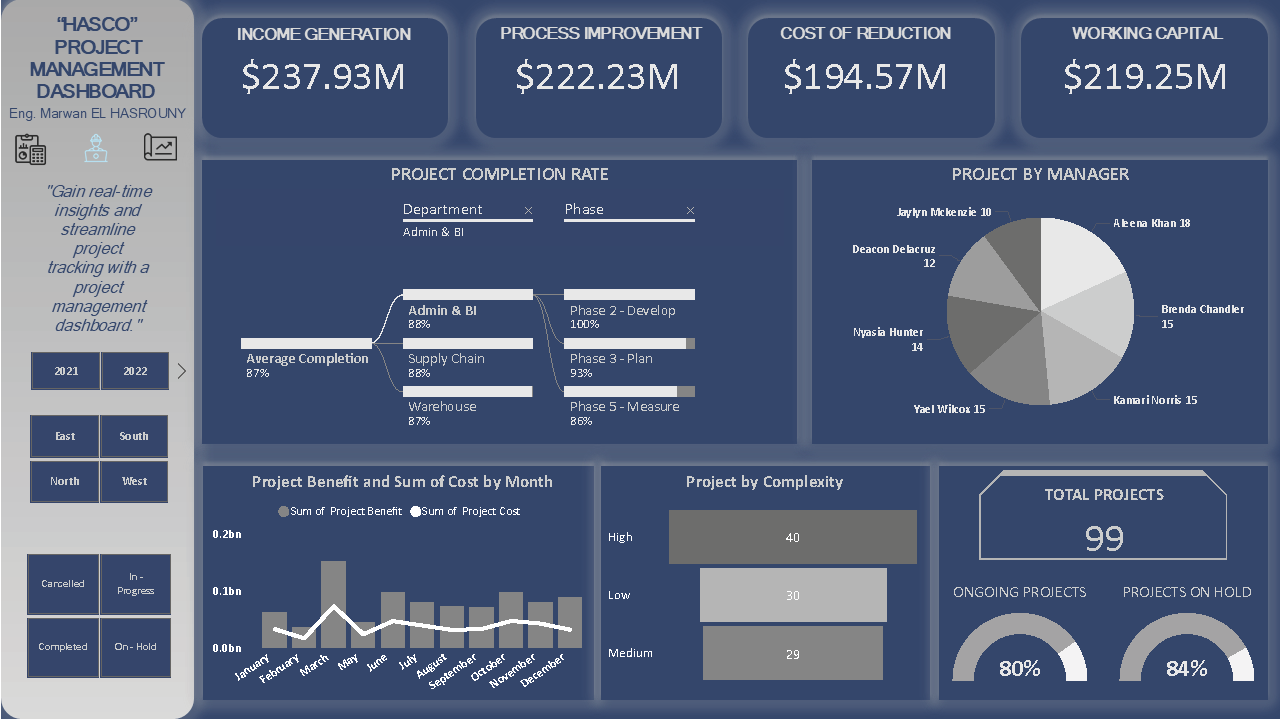 “HASCO”
PROJECT
MANAGEMENT
DASHBOARD
Eng. Marwan EL HASROUNY
"Gain real-time
insights and
streamline
project
tracking with a
project
management
dashboard."
2021 2022
East South
North West
Cancelled In -
Progress
Completed On - Hold
INCOME GENERATION
$237.93M
PROCESS IMPROVEMENT
$222.23M
COST OF REDUCTION
$194.57M
WORKING CAPITAL
$219.25M
PROJECT COMPLETION RATE
Department Phase
Admin & BI
Average Completion
87%
Admin & BI
88%
Supply Chain
88%
Warehouse
87%
Phase 2 - Develop
100%
Phase 3 - Plan
93%
Phase 5 - Measure
86%
PROJECT BY MANAGER
Jaylyn Mckenzie 10
Aleena Khan 18
Deacon Delacruz
12
Brenda Chandler
15
Nyasia Hunter
14
Kamari Norris 15
Yael Wilcox 15
Project Benefit and Sum of Cost by Month
Sum of Project Benefit Sum of Project Cost
0.2bn
0.1bn
0.0bn
January February March May June July August September October November December
Project by Complexity
High 40
Low 30
Medium 29
TOTAL PROJECTS
99
ONGOING PROJECTS
80%
PROJECTS ON HOLD
84%